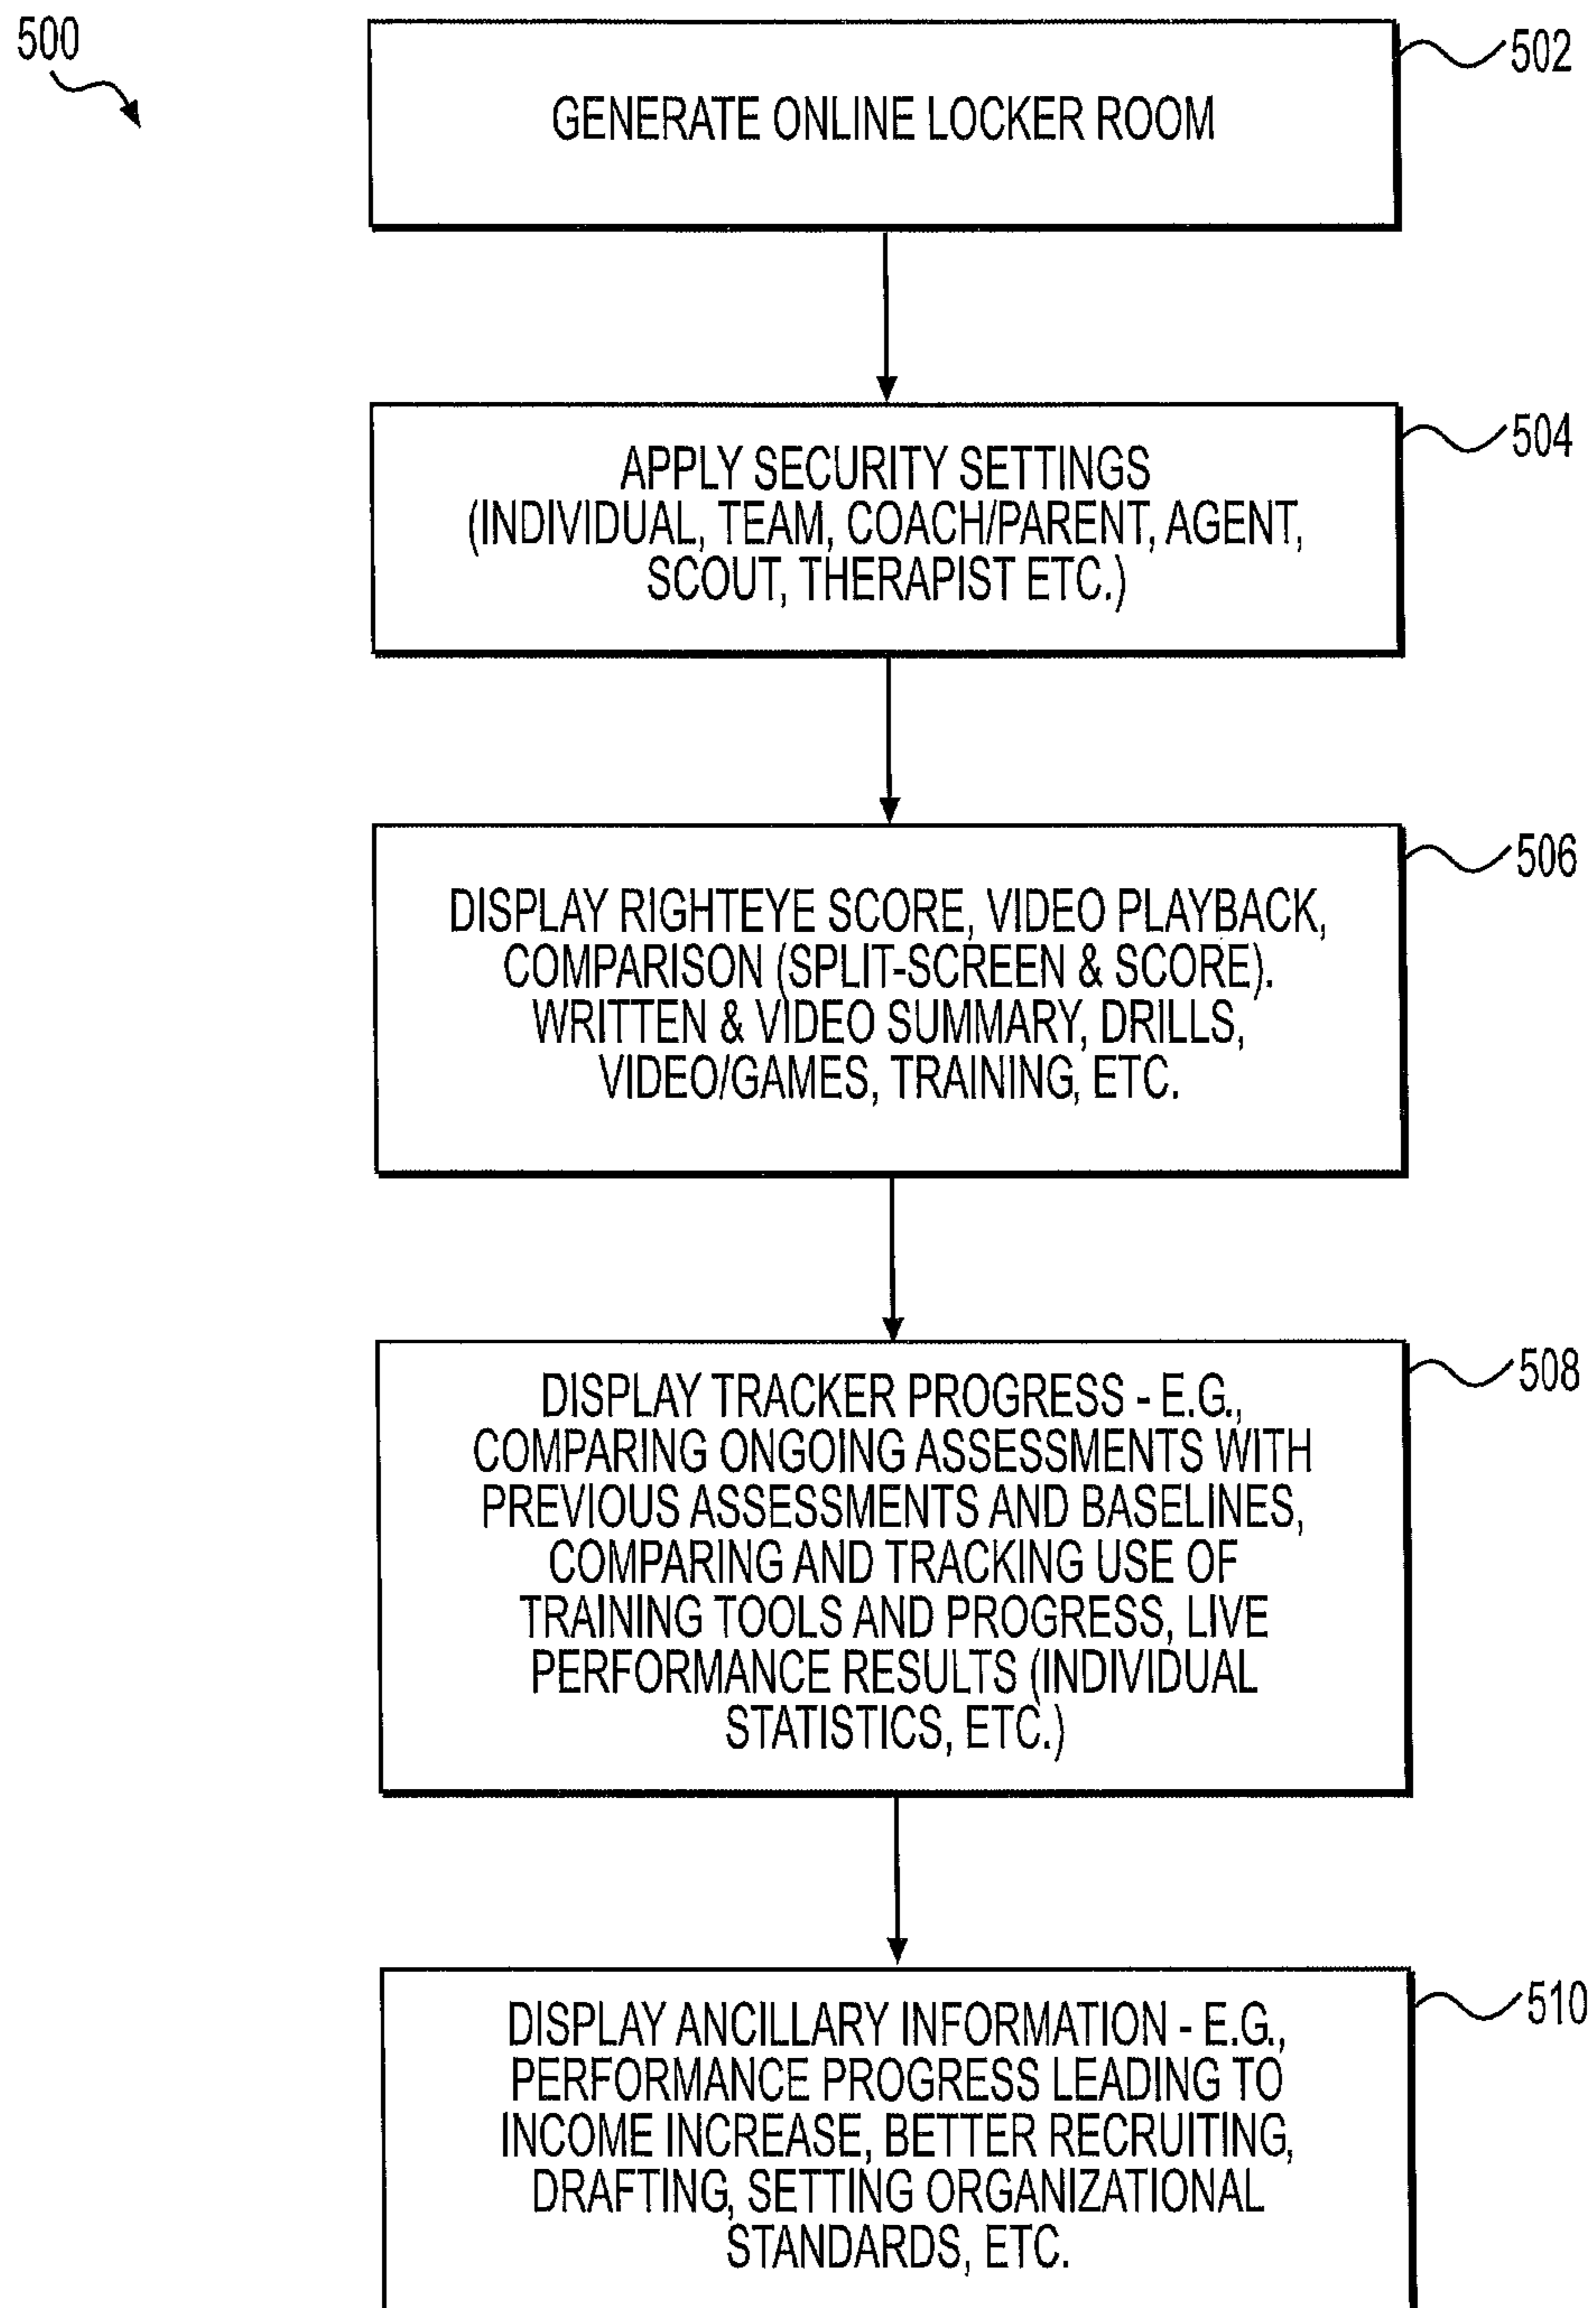 500
502
GENERATE ONLINE LOCKER ROOM
504
APPLY SECURITY SETTINGS
(INDIVIDUAL, TEAM, COACH/PARENT, AGENT,
SCOUT, THERAPIST ETC.)
506
DISPLAY RIGHTEYE SCORE, VIDEO PLAYBACK,
COMPARISON (SPLIT-SCREEN & SCORE).
WRITTEN & VIDEO SUMMARY, DRILLS,
VIDEO/GAMES, TRAINING, ETC.
508
DISPLAY TRACKER PROGRESS - E.G.,
COMPARING ONGOING ASSESSMENTS WITH
PREVIOUS ASSESSMENTS AND BASELINES,
COMPARING AND TRACKING USE OF
TRAINING TOOLS AND PROGRESS, LIVE
PERFORMANCE RESULTS (INDIVIDUAL
STATISTICS, ETC.)
510
DISPLAY ANCILLARY INFORMATION - E.G.,
PERFORMANCE PROGRESS LEADING TO
INCOME INCREASE, BETTER RECRUITING,
DRAFTING, SETTING ORGANIZATIONAL
STANDARDS, ETC.